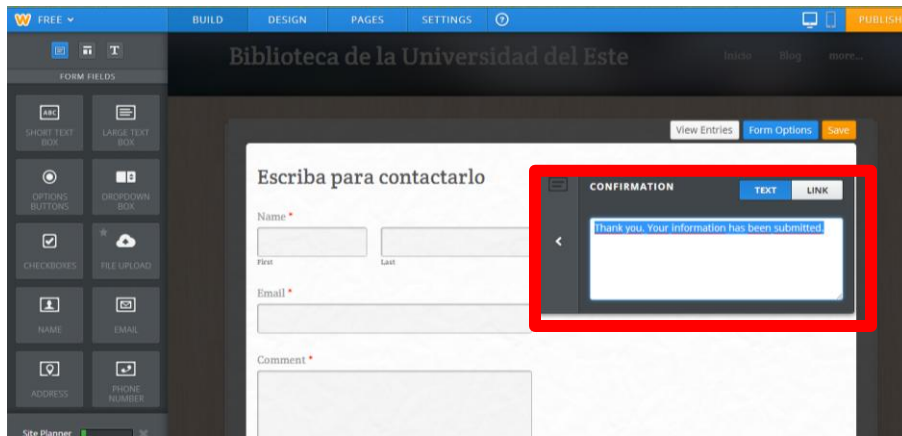 FREE
BUILD DESIGN PAGES SETTINGS ?
PUBLISH
T
FORM FIELDS
ABC
SHORT TEXT
BOX
LARGE TEXT
BOX
OPTIONS
BUTTONS
DROPDOWN
BOX
CHECKBOXES
FILE UPLOAD
NAME
EMAIL
ADDRESS
PHONE
NUMBER
Site Planner
Biblioteca de la Universidad del Este
Inicio Blog more...
View Entries Form Options Save
Escriba para contactarlo
Name *
First Last
Email *
Comment *
CONFIRMATION TEXT LINK
Thank you. Your information has been submitted.